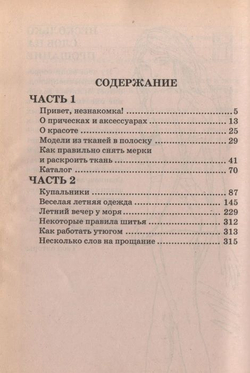 СОДЕРЖАНИЕ
ЧАСТЬ 1
Привет, незнакомка! 5
О прическах и аксессуарах 13
О красоте 25
Модели из тканей в полоску 29
Как правильно снять мерки
и раскроить ткань 41
Каталог 70
ЧАСТЬ 2
Купальники 87
Веселая летняя одежда 145
Летний вечер у моря 229
Некоторые правила шитья 312
Как работать утюгом 313
Несколько слов на прощание 315